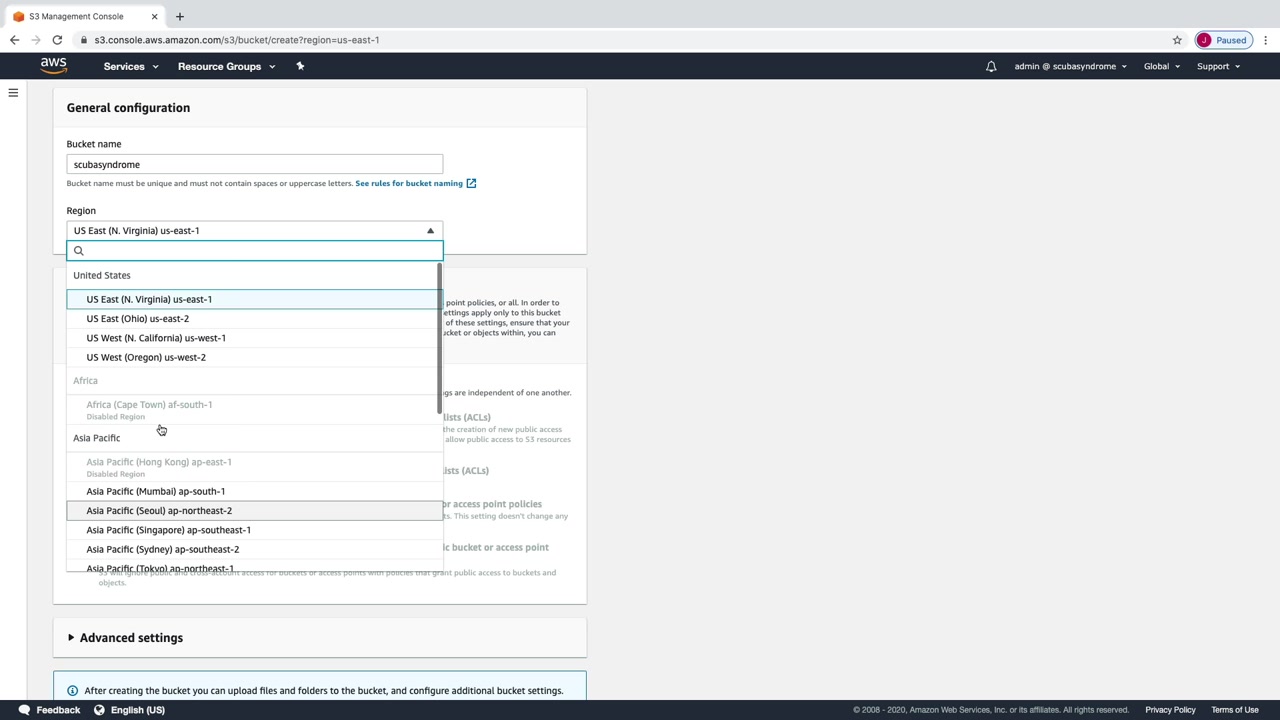 S3 Management Console
s3.console.aws.amazon.com/s3/bucket/create?region=us-east-1
J Paused
aws Services Resource Groups admin @ scubasyndrome Global Support
General configuration
Bucket name
scubasyndrome
Bucket name must be unique and must not contain spaces or uppercase letters. See rules for bucket naming
Region
US East (N. Virginia) us-east-1
United States
US East (N. Virginia) us-east-1
US East (Ohio) us-east-2
US West (N. California) us-west-1
US West (Oregon) us-west-2
Africa
Africa (Cape Town) af-south-1
Disabled Region
Asia Pacific
Asia Pacific (Hong Kong) ap-east-1
Disabled Region
Asia Pacific (Mumbai) ap-south-1
Asia Pacific (Seoul) ap-northeast-2
Asia Pacific (Singapore) ap-southeast-1
Asia Pacific (Sydney) ap-southeast-2
Asia Pacific (Tokyo) ap-northeast-1
point policies, or all. In order to
settings apply only to this bucket
of these settings, ensure that your
bucket or objects within, you can
gs are independent of one another.
lists (ACLs)
the creation of new public access
allow public access to S3 resources
ists (ACLs)
or access point policies
ts. This setting doesn't change any
ic bucket or access point
S3 will ignore public and cross-account access for buckets or access points with policies that grant public access to buckets and
objects.
Advanced settings
After creating the bucket you can upload files and folders to the bucket, and configure additional bucket settings.
Feedback English (US) © 2008 - 2020, Amazon Web Services, Inc. or its affiliates. All rights reserved. Privacy Policy Terms of Use